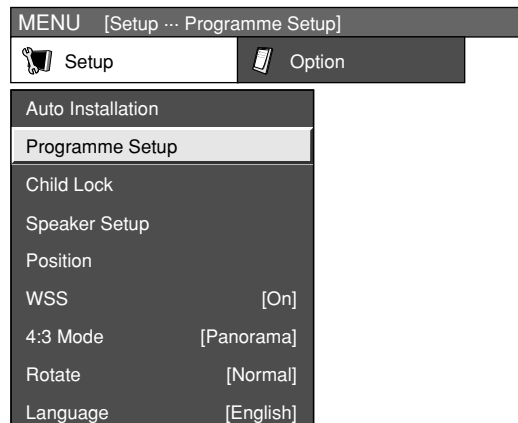 MENU [Setup ··· Programme Setup]
Setup Option
Auto Installation
Programme Setup
Child Lock
Speaker Setup
Position
WSS [On]
4:3 Mode [Panorama]
Rotate [Normal]
Language [English]